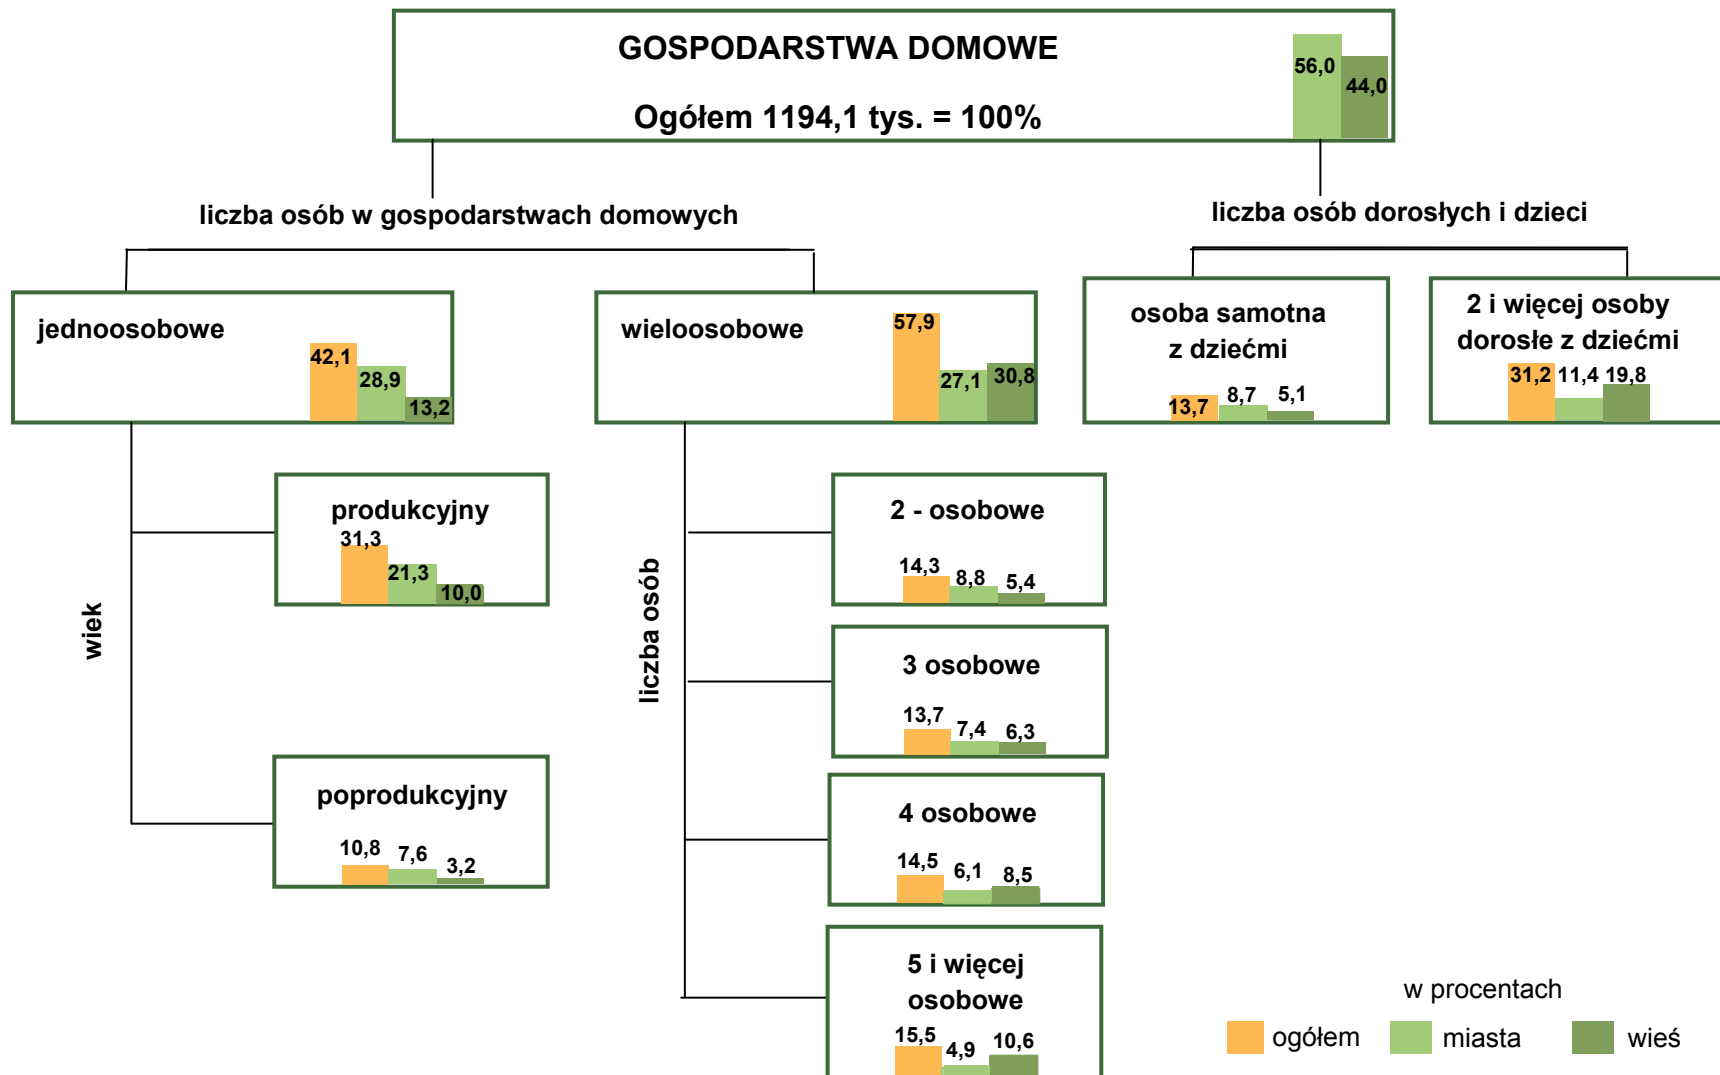 GOSPODARSTWA DOMOWE
Ogółem 1194,1 tys. = 100%
56,0
44,0
liczba osób w gospodarstwach domowych
liczba osób dorosłych i dzieci
jednoosobowe
42,1
28,9
13,2
wieloosobowe
57,9
27,1
30,8
osoba samotna
z dziećmi
13,7
8,7
5,1
2 i więcej osoby
dorosłe z dziećmi
31,2
11,4
19,8
wiek
produkcyjny
31,3
21,3
10,0
poprodukcyjny
10,8
7,6
3,2
liczba osób
2 - osobowe
14,3
8,8
5,4
3 osobowe
13,7
7,4
6,3
4 osobowe
14,5
6,1
8,5
5 i więcej
osobowe
15,5
4,9
10,6
w procentach
ogółem
miasta
wieś